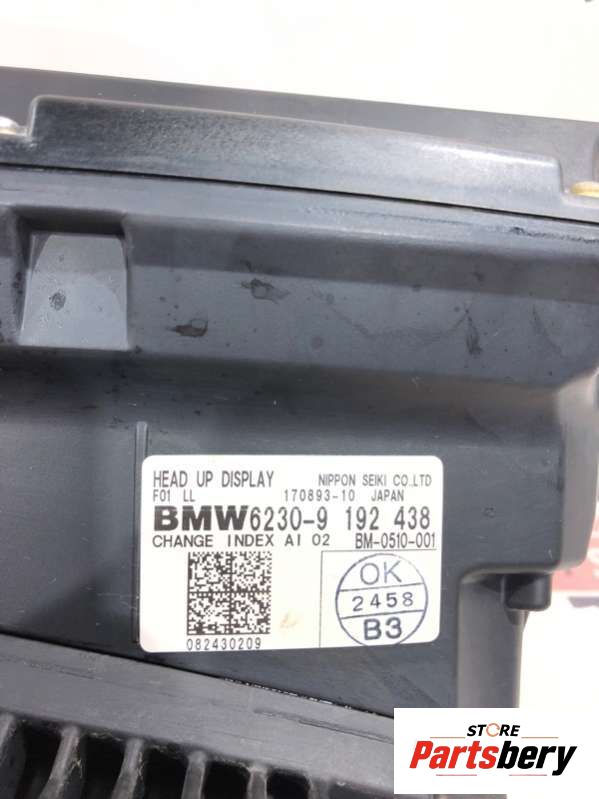 HEAD UP DISPLAY NIPPON SEIKI CO.,LTD
F01 LL 170893-10 JAPAN
BMW6230-9 192 438
CHANGE INDEX AI 02 BM-0510-001
082430209
OK
2458
B3
STORE
Partsbery